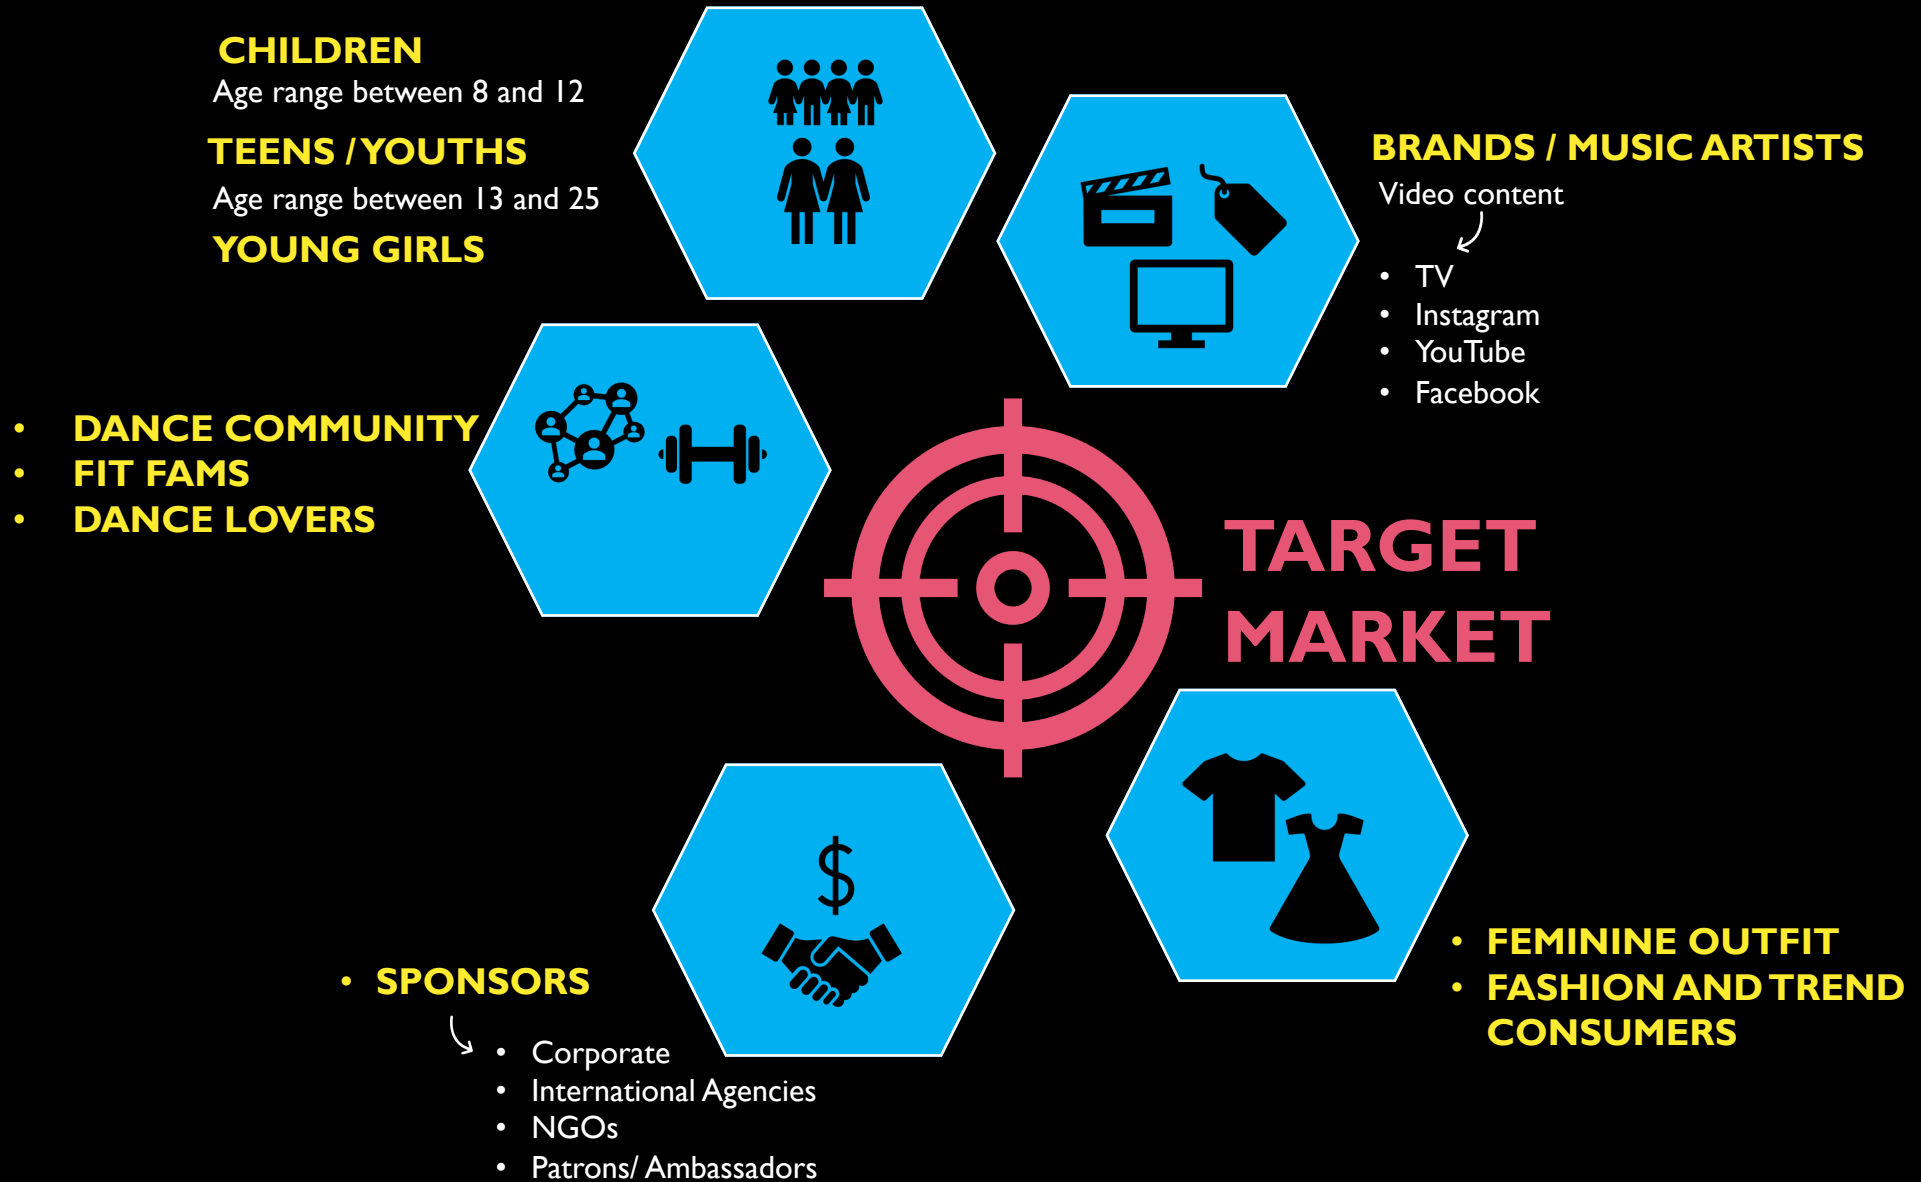 CHILDREN
Age range between 8 and 12
TEENS / YOUTHS
Age range between 13 and 25
YOUNG GIRLS
BRANDS / MUSIC ARTISTS
Video content
• TV
• Instagram
• YouTube
• Facebook
• DANCE COMMUNITY
• FIT FAMS
• DANCE LOVERS
TARGET
MARKET
$
• SPONSORS
• Corporate
• International Agencies
• NGOs
• Patrons/ Ambassadors
• FEMININE OUTFIT
• FASHION AND TREND
CONSUMERS